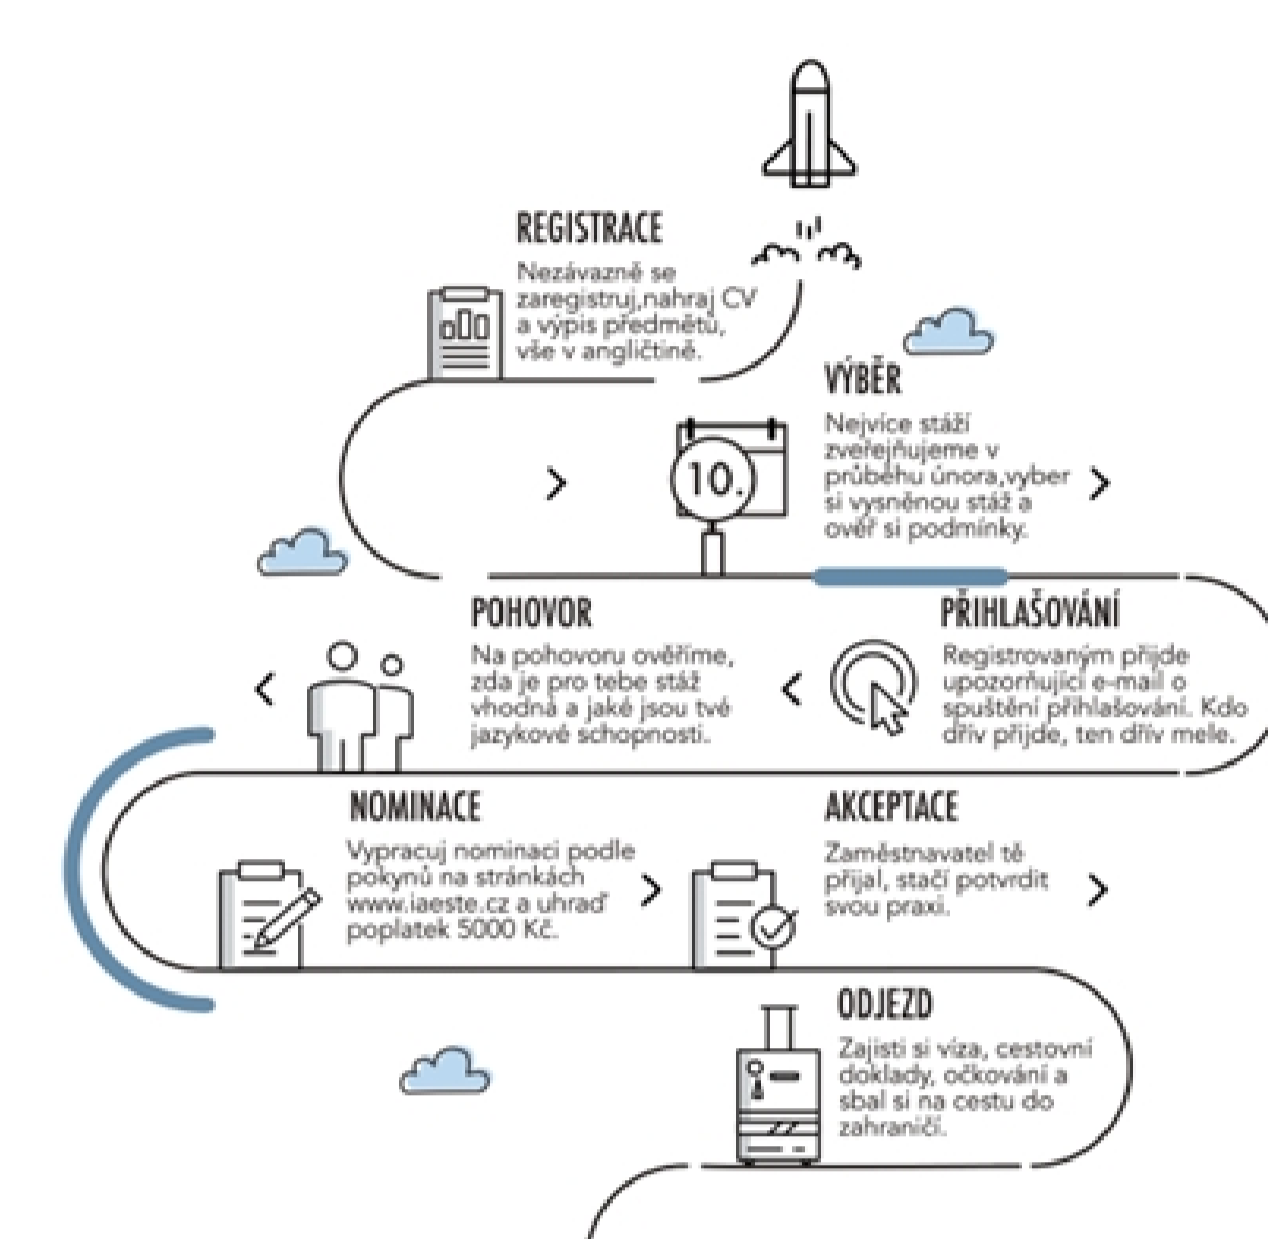 REGISTRACE
Nezávazně se
zaregistruj,nahraj CV
a výpis předmětů,
vše v angličtině.
VÝBĚR
Nejvíce stáží
zveřejňujeme v
průběhu února,vyber
si vysněnou stáž a
ověř si podmínky.
10.
PŘIHLAŠOVÁNÍ
Registrovaným přijde
upozorňující e-mail o
spuštění přihlašování. Kdo
dřív přijde, ten dřív mele.
POHOVOR
Na pohovoru ověříme,
zda je pro tebe stáž
vhodná a jaké jsou tvé
jazykové schopnosti.
NOMINACE
Vypracuj nominaci podle
pokynů na stránkách
www.iaeste.cz a uhraď
poplatek 5000 Kč.
AKCEPTACE
Zaměstnavatel tě
přijal, stačí potvrdit
svou praxi.
ODJEZD
Zajisti si víza, cestovní
doklady, očkování a
sbal si na cestu do
zahraničí.